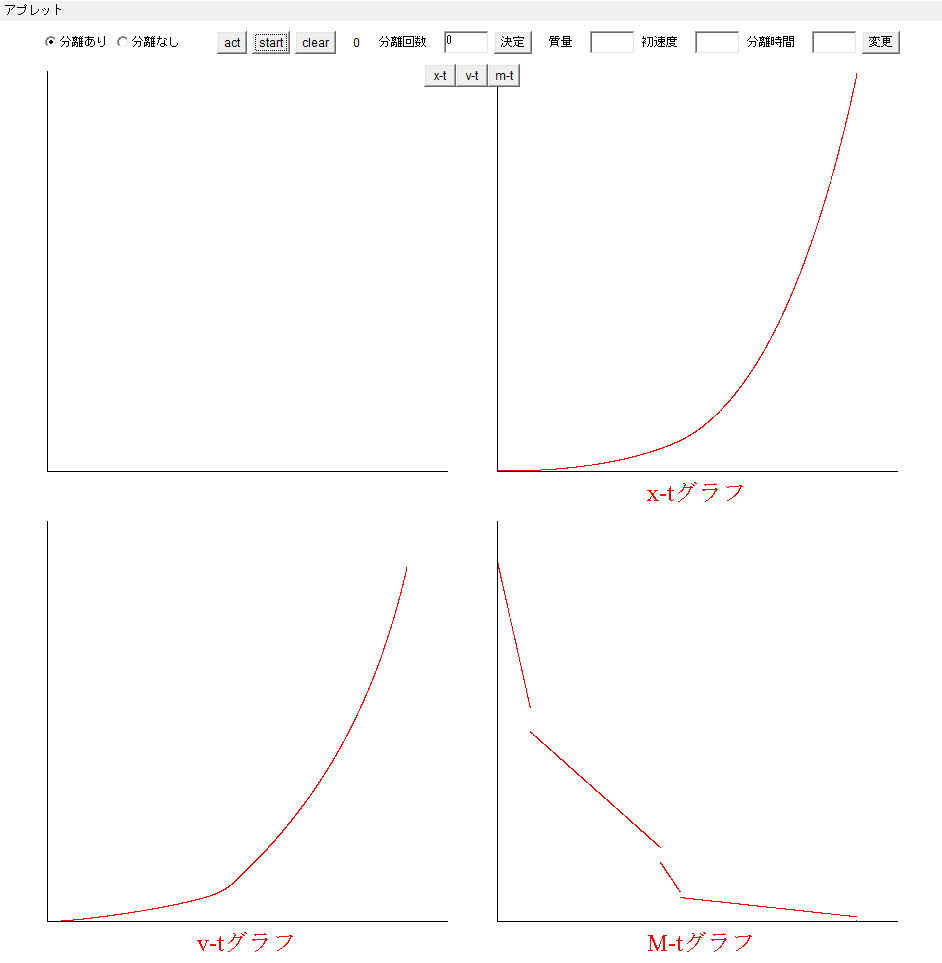 アプレット
分離あり 分離なし act start clear 0 分離回数 0 決定 質量 初速度 分離時間 変更
x-t v-t m-t
x-tグラフ
v-tグラフ M-tグラフ